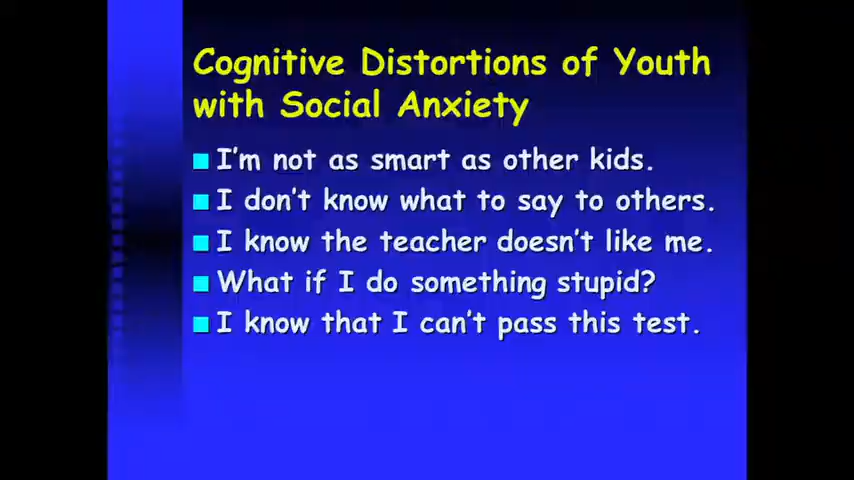 Cognitive Distortions of Youth
with Social Anxiety
I'm not as smart as other kids.
I don't know what to say to others.
I know the teacher doesn't like me.
What if I do something stupid?
I know that I can't pass this test.